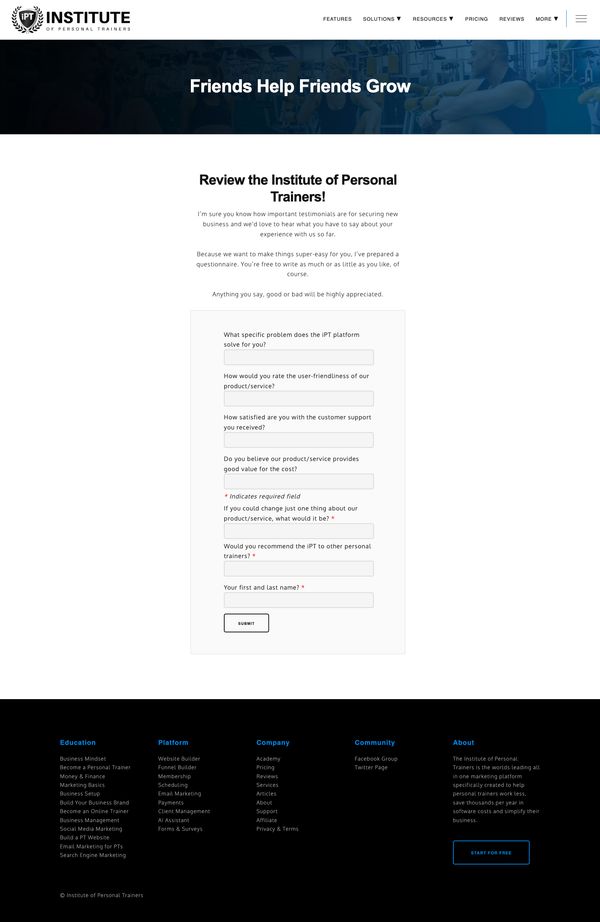 iPT INSTITUTE
OF PERSONAL TRAINERS
FEATURES SOLUTIONS ▼ RESOURCES ▼ PRICING REVIEWS MORE ▼
Friends Help Friends Grow
Review the Institute of Personal
Trainers!
I'm sure you know how important testimonials are for securing new
business and we'd love to hear what you have to say about your
experience with us so far.
Because we want to make things super-easy for you, I've prepared a
questionnaire. You're free to write as much or as little as you like, of
course.
Anything you say, good or bad will be highly appreciated.
What specific problem does the iPT platform
solve for you?
How would you rate the user-friendliness of our
product/service?
How satisfied are you with the customer support
you received?
Do you believe our product/service provides
good value for the cost?
* Indicates required field
If you could change just one thing about our
product/service, what would it be? *
Would you recommend the iPT to other personal
trainers? *
Your first and last name? *
SUBMIT
Education
Business Mindset
Become a Personal Trainer
Money & Finance
Marketing Basics
Business Setup
Build Your Business Brand
Become an Online Trainer
Business Management
Social Media Marketing
Build a PT Website
Email Marketing for PTs
Search Engine Marketing
Platform
Website Builder
Funnel Builder
Membership
Scheduling
Email Marketing
Payments
Client Management
AI Assistant
Forms & Surveys
Company
Academy
Pricing
Reviews
Services
Articles
About
Support
Affiliate
Privacy & Terms
Community
Facebook Group
Twitter Page
About
The Institute of Personal
Trainers is the worlds leading all
in one marketing platform
specifically created to help
personal trainers work less,
save thousands per year in
software costs and simplify their
business.
START FOR FREE
© Institute of Personal Trainers